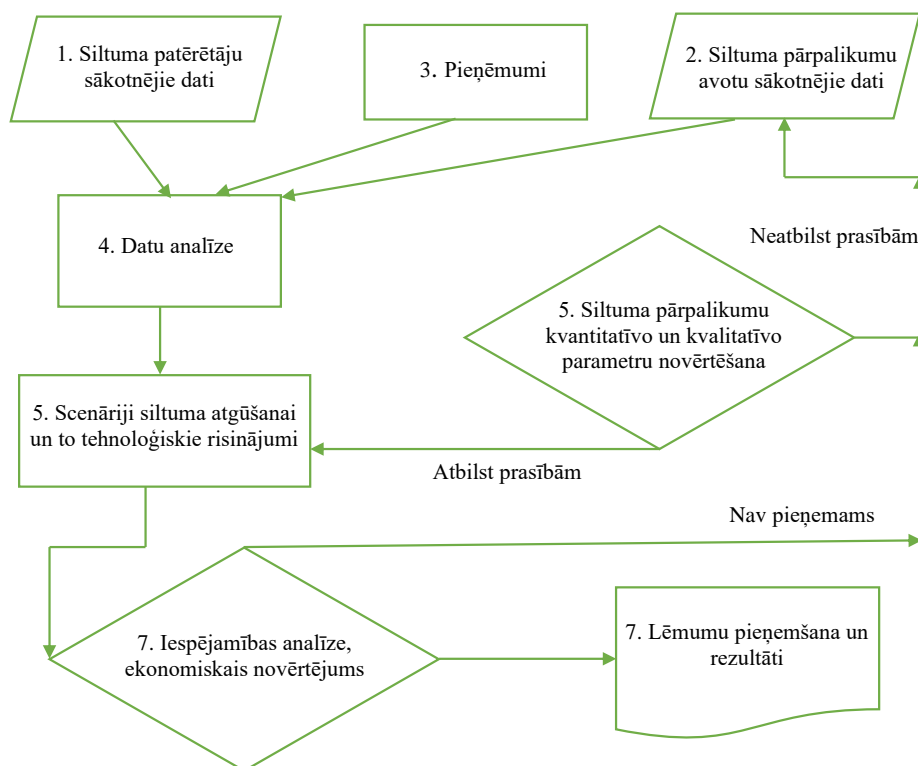 1. Siltuma patērētāju
sākotnējie dati
3. Pieņēmumi
2. Siltuma pārpalikumu
avotu sākotnējie dati
4. Datu analīze
Neatbilst prasībām
5. Siltuma pārpalikumu
kvantitatīvo un kvalitatīvo
parametru novērtēšana
5. Scenāriji siltuma atgūšanai
un to tehnoloģiskie risinājumi
Atbilst prasībām
Nav pieņemams
7. Iespējamības analīze,
ekonomiskais novērtējums
7. Lēmumu pieņemšana un
rezultāti